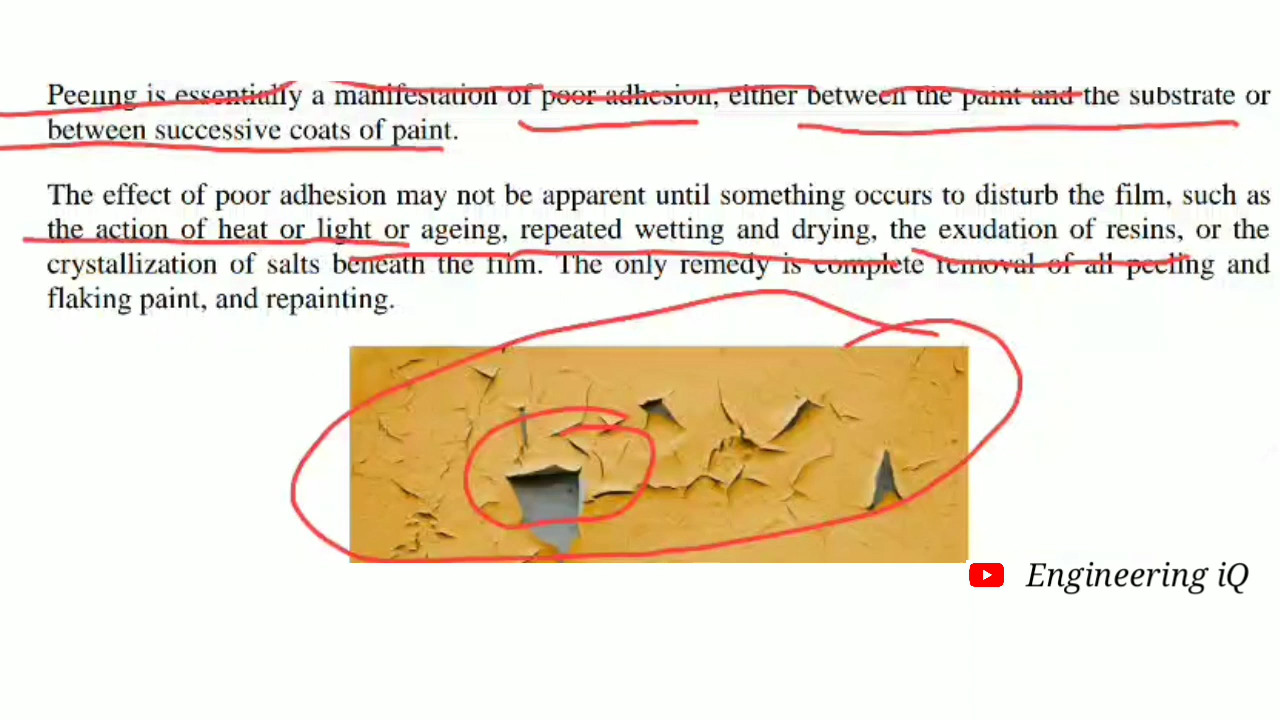 Peeling is essentially a manifestation of poor adhesion, either between the paint and the substrate or
between successive coats of paint.
The effect of poor adhesion may not be apparent until something occurs to disturb the film, such as
the action of heat or light or ageing, repeated wetting and drying, the exudation of resins, or the
crystallization of salts beneath the film. The only remedy is complete removal of all peeling and
flaking paint, and repainting.
Engineering iQ